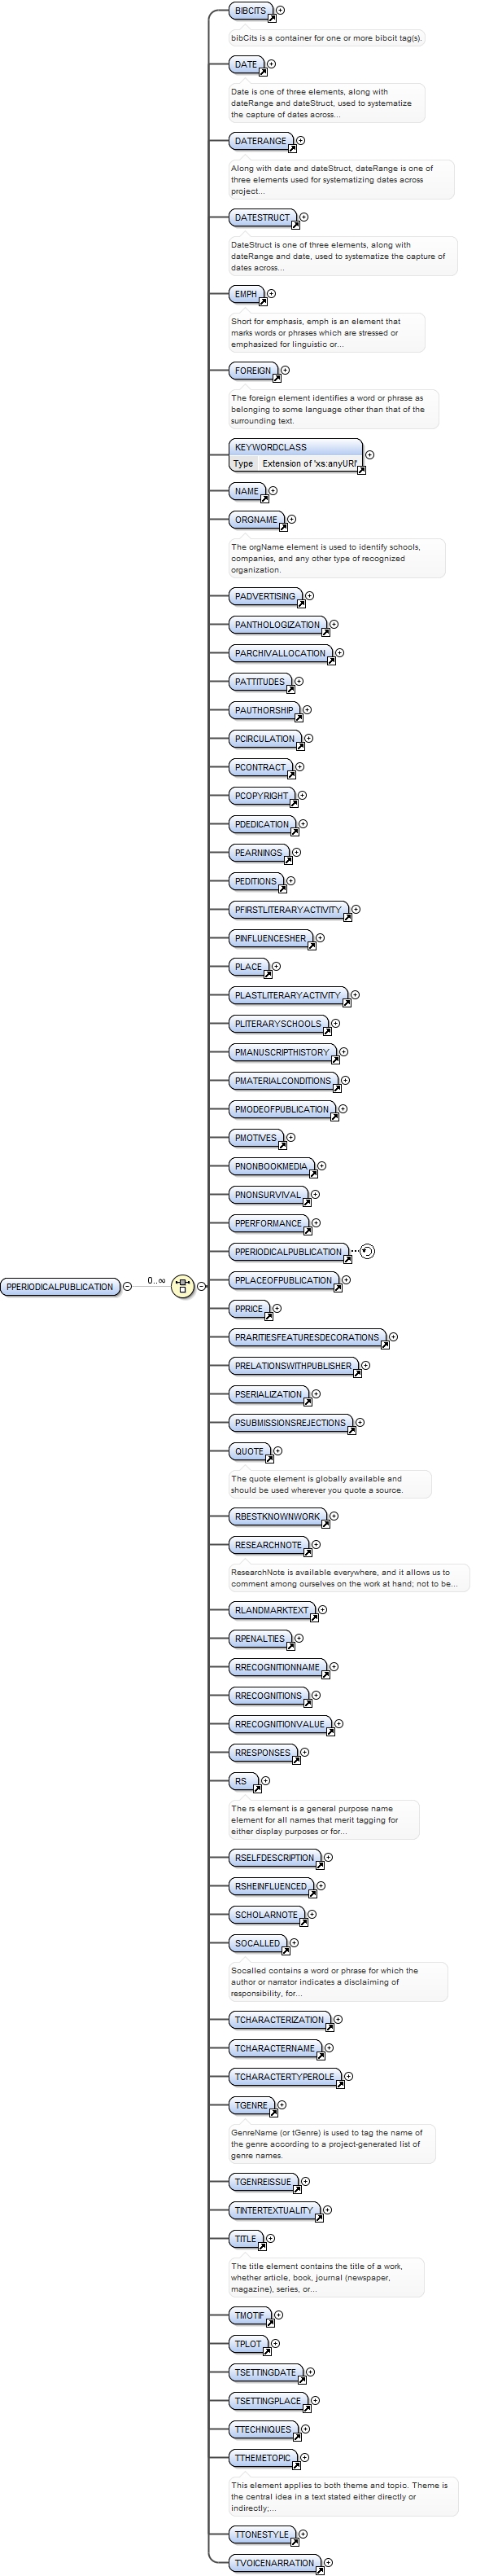 BIBCITS
bibCits is a container for one or more bibcit tag(s).
DATE
Date is one of three elements, along with
dateRange and dateStruct, used to systematize
the capture of dates across...
DATERANGE
Along with date and dateStruct, dateRange is one of
three elements used for systematizing dates across
project...
DATESTRUCT
DateStruct is one of three elements, along with
dateRange and date, used to systematize the capture of
dates across...
EMPH
Short for emphasis, emph is an element that
marks words or phrases which are stressed or
emphasized for linguistic or...
FOREIGN
The foreign element identifies a word or phrase as
belonging to some language other than that of the
surrounding text.
KEYWORDCLASS
Type Extension of 'xs:anyURI'
NAME
ORGNAME
The orgName element is used to identify schools,
companies, and any other type of recognized
organization.
PADVERTISING
PANTHOLOGIZATION
PARCHIVALLOCATION
PATTITUDES
PAUTHORSHIP
PCIRCULATION
PCONTRACT
PCOPYRIGHT
PDEDICATION
PEARNINGS
PEDITIONS
PFIRSTLITERARYACTIVITY
PINFLUENCESHER
PLACE
PLASTLITERARYACTIVITY
PLITERARYSCHOOLS
PMANUSCRIPTHISTORY
PMATERIALCONDITIONS
PMODEOFPUBLICATION
PMOTIVES
PNONBOOKMEDIA
PNONSURVIVAL
PPERFORMANCE
PPERIODICALPUBLICATION
PPLACEOFPUBLICATION
PPERIODICALPUBLICATION 0..∞
PPRICE
PRARITIESFEATURESDECORATIONS
PRELATIONSWITHPUBLISHER
PSERIALIZATION
PSUBMISSIONSREJECTIONS
QUOTE
The quote element is globally available and
should be used wherever you quote a source.
RBESTKNOWNWORK
RESEARCHNOTE
ResearchNote is available everywhere, and it allows us to
comment among ourselves on the work at hand; not to be...
RLANDMARKTEXT
RPENALTIES
RRECOGNITIONNAME
RRECOGNITIONS
RRECOGNITIONVALUE
RRESPONSES
RS
The rs element is a general purpose name
element for all names that merit tagging for
either display purposes or for...
RSELFDESCRIPTION
RSHEINFLUENCED
SCHOLARNOTE
SOCALLED
Socalled contains a word or phrase for which the
author or narrator indicates a disclaiming of
responsibility, for...
TCHARACTERIZATION
TCHARACTERNAME
TCHARACTERTYPEROLE
TGENRE
GenreName (or tGenre) is used to tag the name of
the genre according to a project-generated list of
genre names.
TGENREISSUE
TINTERTEXTUALITY
TITLE
The title element contains the title of a work,
whether article, book, journal (newspaper,
magazine), series, or...
TMOTIF
TPLOT
TSETTINGDATE
TSETTINGPLACE
TTECHNIQUES
TTHEMETOPIC
This element applies to both theme and topic. Theme is
the central idea in a text stated either directly or
indirectly;...
TTONESTYLE
TVOICENARRATION